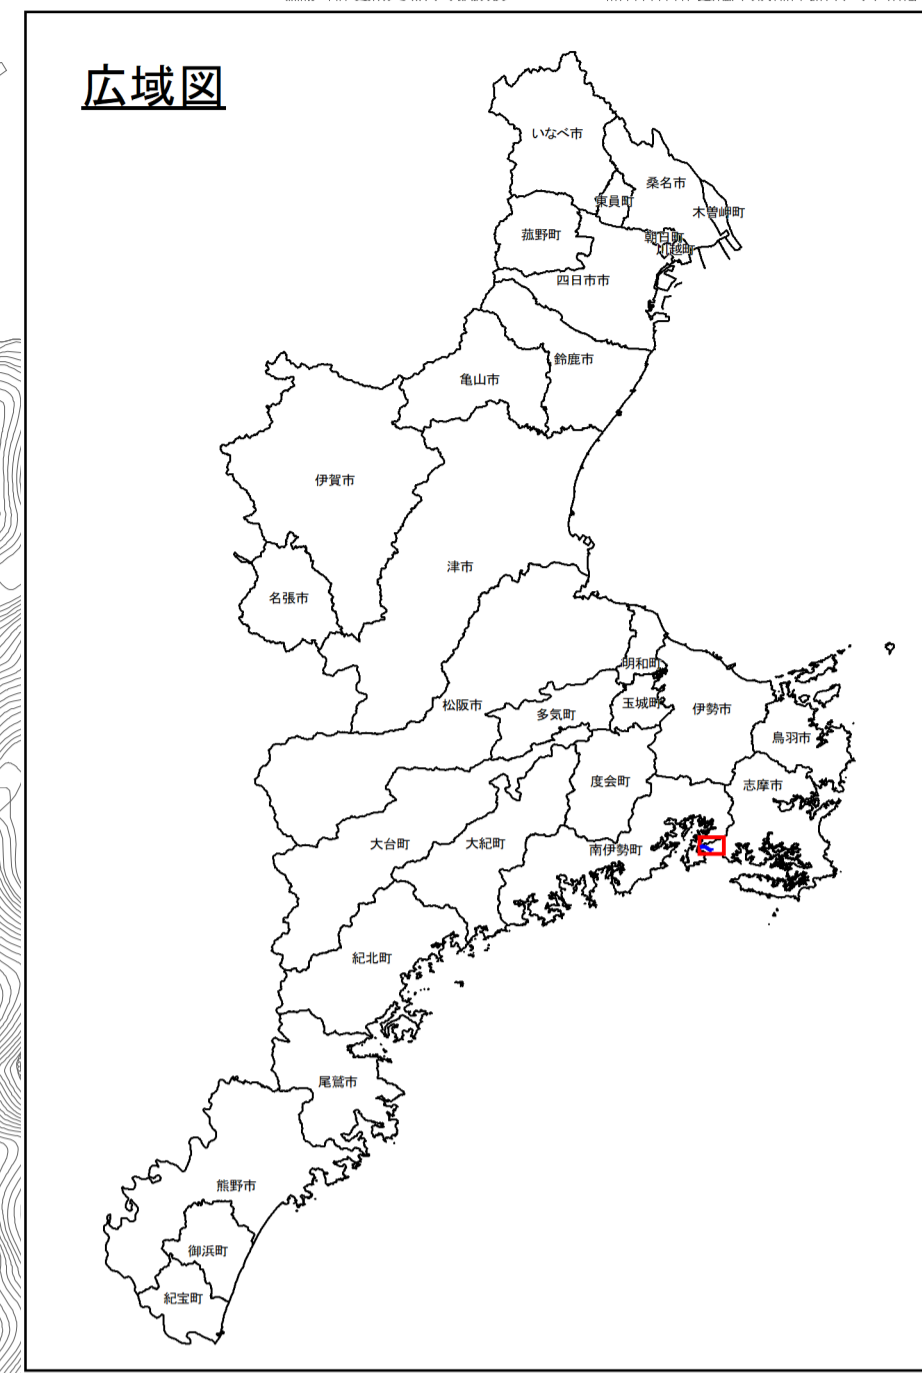 広域図
いなべ市
桑名市
東員町
木曽岬町
菰野町
朝日町
川越町
四日市市
鈴鹿市
亀山市
伊賀市
津市
名張市
明和町
松阪市
玉城町
伊勢市
多気町
鳥羽市
度会町
志摩市
大台町
大紀町
南伊勢町
紀北町
尾鷲市
熊野市
御浜町
紀宝町